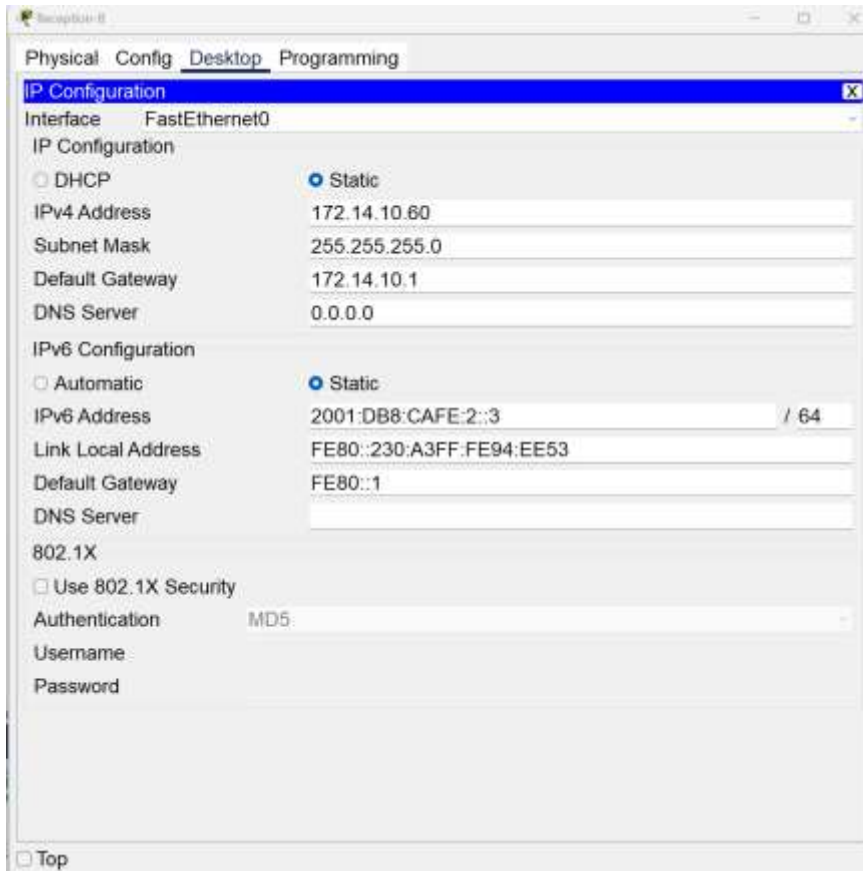 Reception-B
Physical Config Desktop Programming
IP Configuration X
Interface FastEthernet0
IP Configuration
DHCP Static
IPv4 Address 172.14.10.60
Subnet Mask 255.255.255.0
Default Gateway 172.14.10.1
DNS Server 0.0.0.0
IPv6 Configuration
Automatic Static
IPv6 Address 2001:DB8:CAFE:2::3 / 64
Link Local Address FE80::230:A3FF:FE94:EE53
Default Gateway FE80::1
DNS Server
802.1X
Use 802.1X Security
Authentication MD5
Username
Password
Top